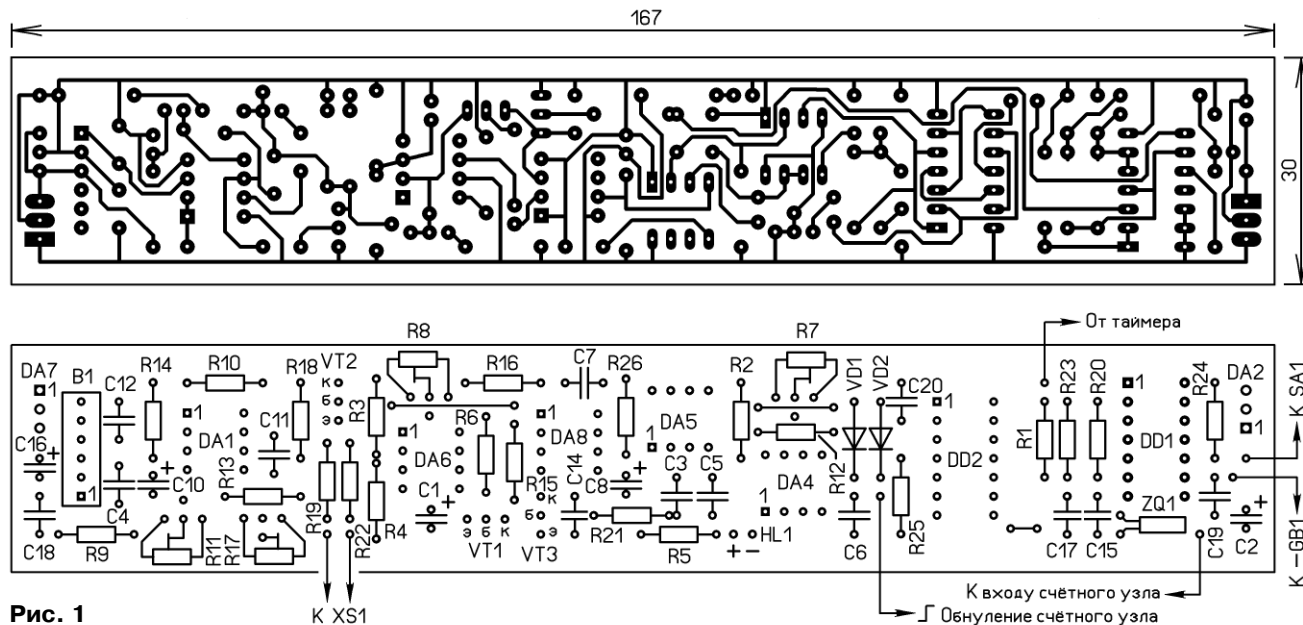 167
30
От таймера
R8
R7
DA7
B1
C12
R14
R10
R18
VT2
R16
C7
R26
R2
VD1
VD2
C20
R23
R20
R24
DA2
К SA1
1
1
к
б
э
R3
R6
1
1
DA5
1
1
1
1
C16
+
DA1
C11
R13
DA6
DA8
R12
DD2
R1
DD1
1
C4
+
C10
R19
R22
R4
C1
+
R15
C14
C8
+
C3
C5
DA4
1
C6
R25
ZQ1
C18
R9
R11
R17
э
б
к
VT1
к
б
э
VT3
R21
R5
+
–
HL1
C17
C15
C19
+
C2
К –GB1
Рис. 1
К XS1
К входу счётного узла
Обнуление счётного узла